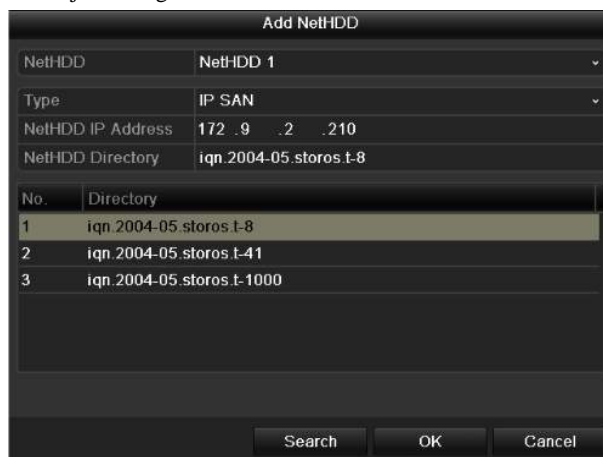 Add NetHDD
NetHDD NetHDD 1
Type IP SAN
NetHDD IP Address 172 .9 .2 .210
NetHDD Directory iqn.2004-05.storos.t-8
No. Directory
1 iqn.2004-05.storos.t-8
2 iqn.2004-05.storos.t-41
3 iqn.2004-05.storos.t-1000
Search OK Cancel